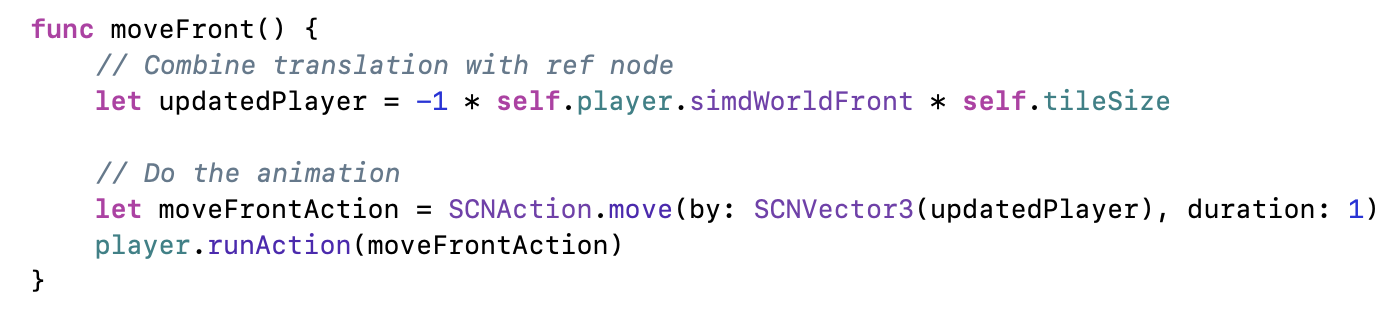 func moveFront() {
    // Combine translation with ref node
    let updatedPlayer = -1 * self.player.simdWorldFront * self.tileSize

    // Do the animation
    let moveFrontAction = SCNAction.move(by: SCNVector3(updatedPlayer), duration: 1)
    player.runAction(moveFrontAction)
}